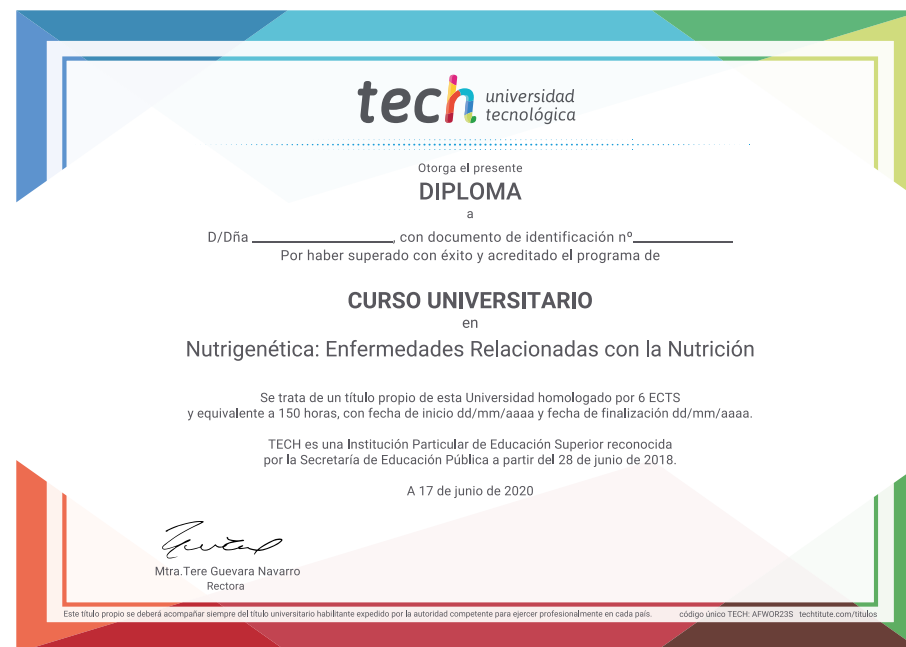 tech universidad
tecnológica
Otorga el presente
DIPLOMA
a
D/Dña ____________________, con documento de identificación nº______________
Por haber superado con éxito y acreditado el programa de
CURSO UNIVERSITARIO
en
Nutrigenética: Enfermedades Relacionadas con la Nutrición
Se trata de un título propio de esta Universidad homologado por 6 ECTS
y equivalente a 150 horas, con fecha de inicio dd/mm/aaaa y fecha de finalización dd/mm/aaaa.
TECH es una Institución Particular de Educación Superior reconocida
por la Secretaría de Educación Pública a partir del 28 de junio de 2018.
A 17 de junio de 2020
Mtra.Tere Guevara Navarro
Rectora
Este título propio se deberá acompañar siempre del título universitario habilitante expedido por la autoridad competente para ejercer profesionalmente en cada país. código único TECH: AFWOR23S techtitute.com/títulos